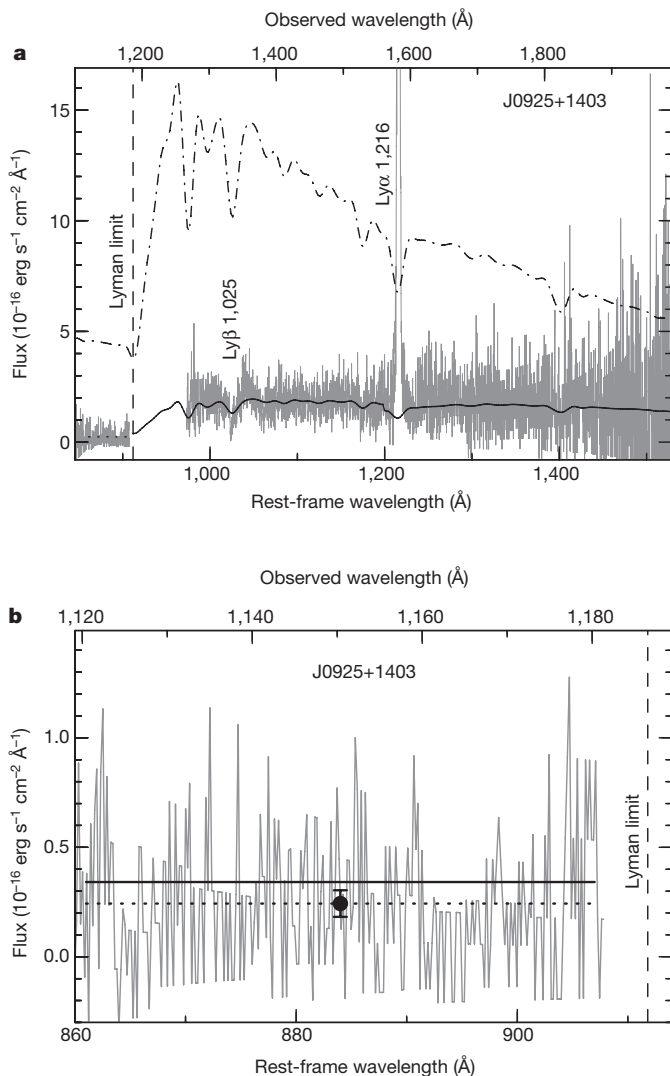 Observed wavelength (Å)
1,200 1,400 1,600 1,800
a
J0925+1403
15
10
5
0
Flux (10⁻¹⁶ erg s⁻¹ cm⁻² Å⁻¹)
Lyman limit
Lyβ 1,025
Lyα 1,216
1,000 1,200 1,400
Rest-frame wavelength (Å)
Observed wavelength (Å)
1,120 1,140 1,160 1,180
b
J0925+1403
1.0
0.5
0.0
Flux (10⁻¹⁶ erg s⁻¹ cm⁻² Å⁻¹)
Lyman limit
860 880 900
Rest-frame wavelength (Å)